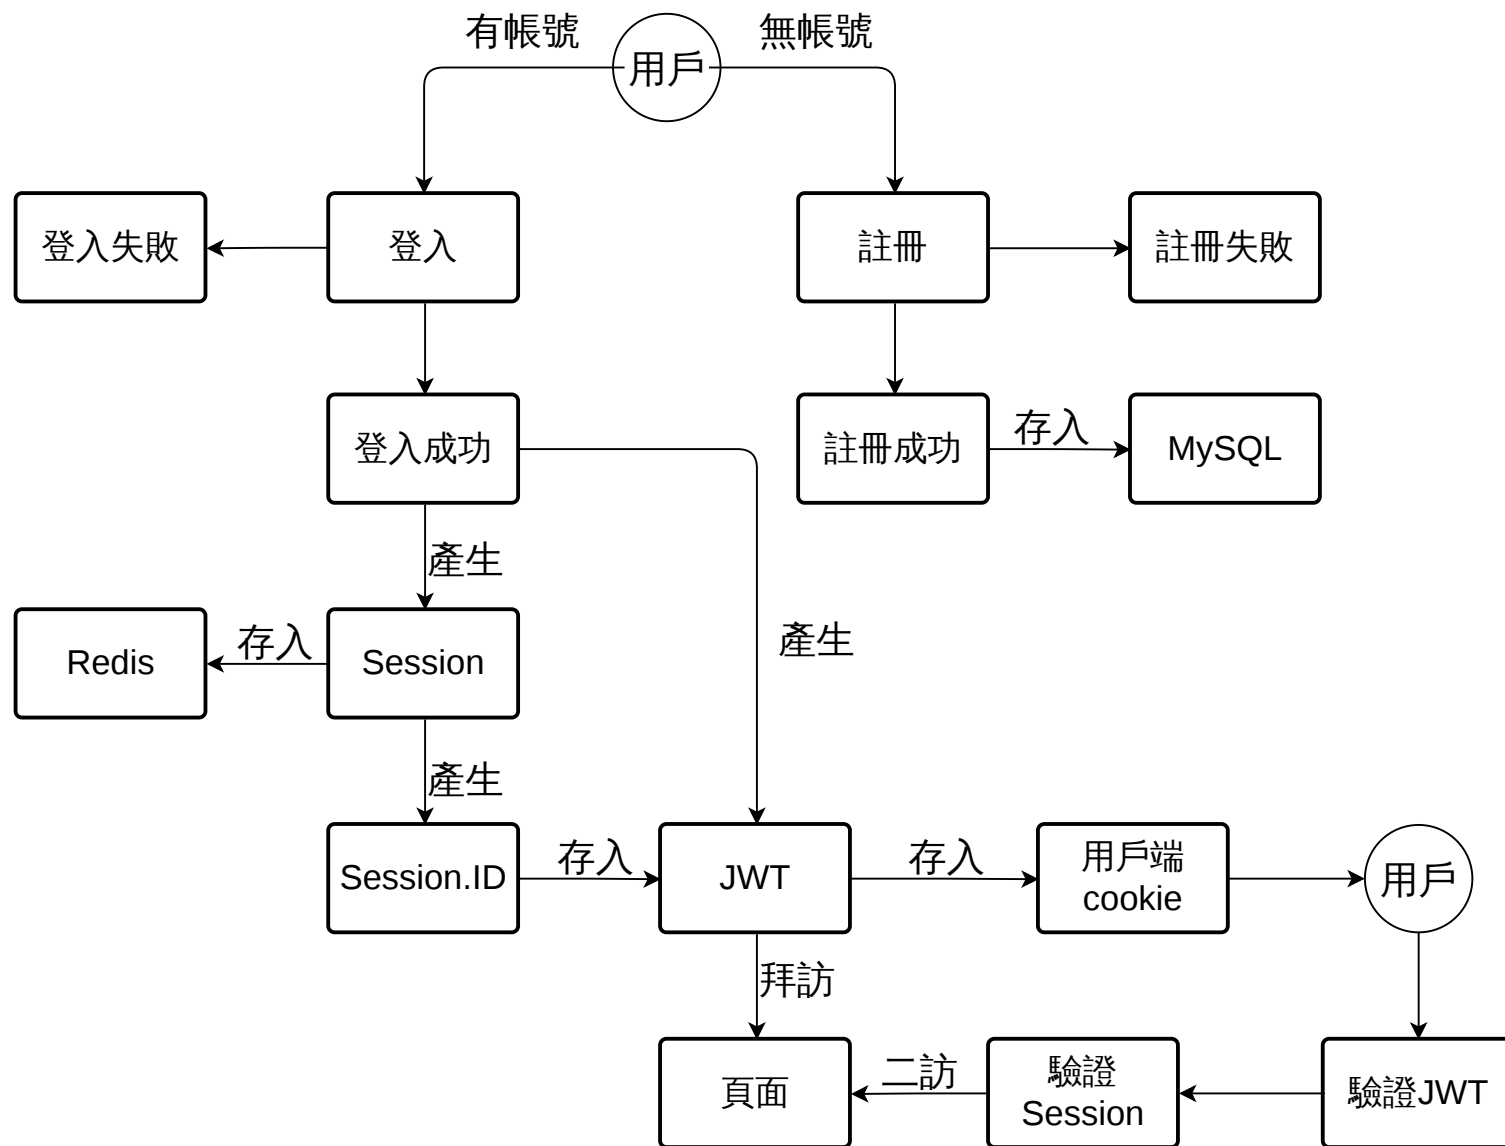 有帳號
用戶
無帳號
登入失敗
登入
註冊
註冊失敗
登入成功
註冊成功
存入
MySQL
產生
Redis
存入
Session
產生
產生
Session.ID
存入
JWT
存入
用戶端
cookie
用戶
拜訪
頁面
二訪
驗證
Session
驗證JWT